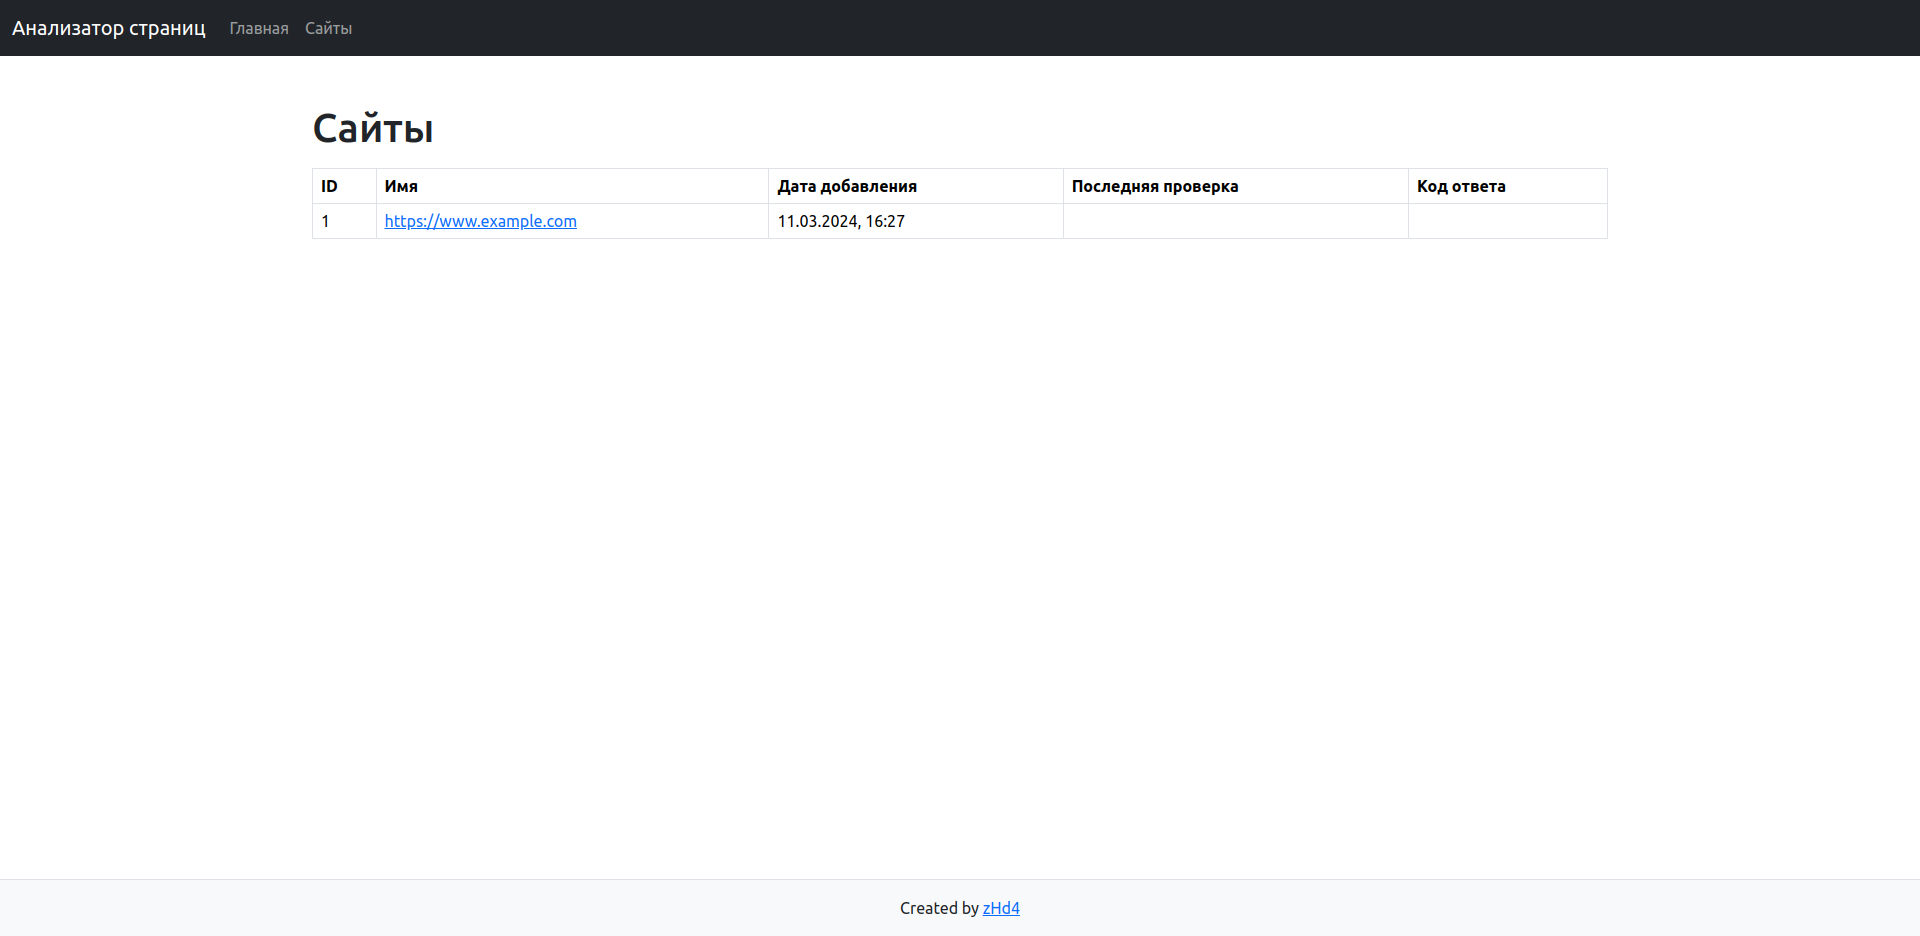 Анализатор страниц Главная Сайты
Сайты
ID Имя Дата добавления Последняя проверка Код ответа
1 https://www.example.com 11.03.2024, 16:27
Created by zHd4